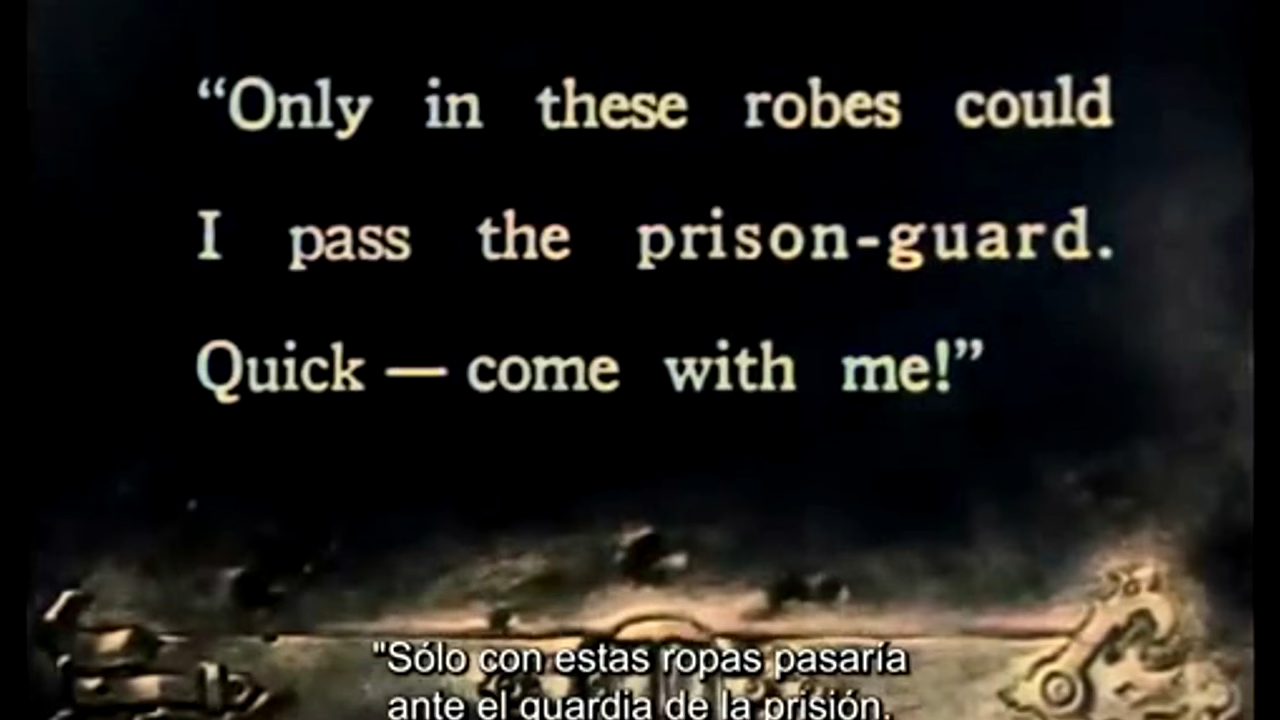 “Only in these robes could
I pass the prison-guard.
Quick — come with me!”
"Sólo con estas ropas pasaría
ante el guardia de la prisión.